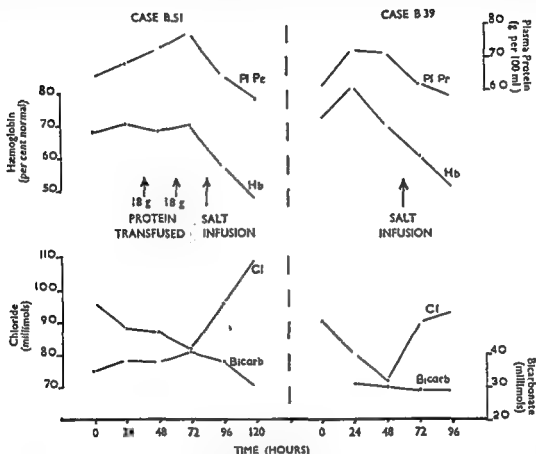 CASE B.51
CASE B 39
Plasma Protein
(g per 100 ml)
80
70
60
Pl Pr
Pl Pr
Hæmoglobin
(per cent normal)
80
70
60
50
Hb
Hb
18 g 18 g
PROTEIN
TRANSFUSED
SALT
INFUSION
SALT
INFUSION
Chloride
(millimols)
110
100
90
80
70
Cl
Bicarb
Cl
Bicarb
40
30
20
Bicarbonate
(millimols)
0 48 72 96 120
0 24 48 72 96
TIME (HOURS)